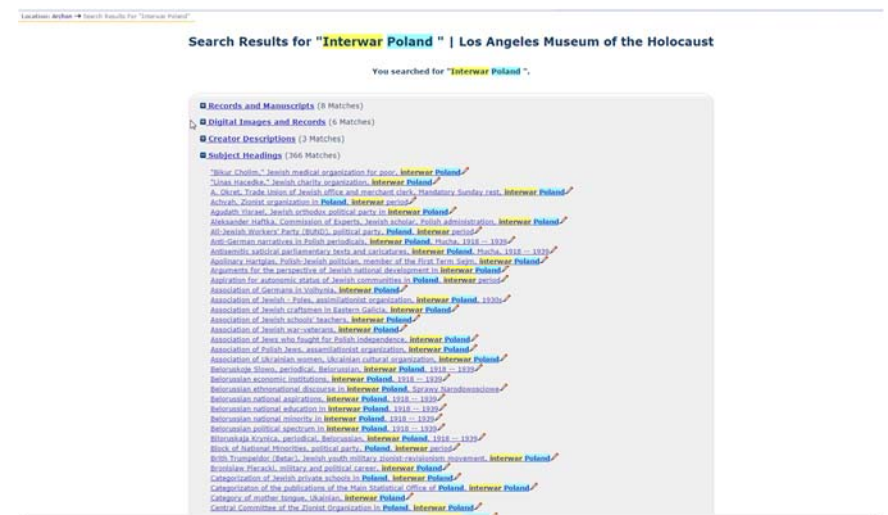 Location: Archon → Search Results For "Interwar Poland"
Search Results for "Interwar Poland " | Los Angeles Museum of the Holocaust
You searched for "Interwar Poland ".
Records and Manuscripts (8 Matches)
Digital Images and Records (6 Matches)
Creator Descriptions (3 Matches)
Subject Headings (366 Matches)
"Bikur Cholim," Jewish medical organization for poor, interwar Poland
"Linas Hacedke," Jewish charity organization, interwar Poland
A. Okret, Trade Union of Jewish office and merchant clerk, Mandatory Sunday rest, interwar Poland
Achvah, Zionist organization in Poland, interwar period
Agudath Yisrael, Jewish orthodox political party in interwar Poland
Aleksander Haftka, Commission of Experts, Jewish scholar, Polish administration, interwar Poland
All-Jewish Workers' Party (BUND), political party, Poland, interwar period
Anti-German narratives in Polish periodicals, interwar Poland, Mucha, 1918 -- 1939
Antisemitic satirical parliamentary texts and caricatures, interwar Poland, Mucha, 1918 -- 1939
Apolinary Hartglas, Polish-Jewish politician, member of the First Term Sejm, interwar Poland
Arguments for the perspective of Jewish national development in interwar Poland
Aspiration for autonomic status of Jewish communities in Poland, interwar period
Association of Germans in Volhynia, interwar Poland
Association of Jewish - Poles, assimilationist organization, interwar Poland, 1930s
Association of Jewish craftsmen in Eastern Galicia, interwar Poland
Association of Jewish schools' teachers, interwar Poland
Association of Jewish war-veterans, interwar Poland
Association of Jews who fought for Polish independence, interwar Poland
Association of Polish Jews, assamilationist organization, interwar Poland
Association of Ukrainian women, Ukrainian cultural organization, interwar Poland
Beloruskoje Slowo, periodical, Belorussian, interwar Poland, 1918 -- 1939
Belorussian economic institutions, interwar Poland, 1918 -- 1939
Belorussian ethnonational discourse in interwar Poland, Sprawy Narodowosciowe
Belorussian national aspirations, interwar Poland, 1918 -- 1939
Belorussian national education in interwar Poland, 1918 -- 1939
Belorussian national minority in interwar Poland, 1918 -- 1939
Belorussian political spectrum in interwar Poland, 1918 -- 1939
Biloruskaja Krynica, periodical, Belorussian, interwar Poland, 1918 -- 1939
Block of National Minorities, political party, Poland, interwar period
Brith Trumpeldor (Betar), Jewish youth military zionist-revisionism movement, interwar Poland
Bronislaw Pieracki, military and political career, interwar Poland
Categorization of Jewish private schools in Poland, interwar Poland
Categorizaton of the publications of the Main Statistical Office of Poland, interwar Poland
Category of mother tongue, Ukainian, interwar Poland
Central Committee of the Zionist Organization in Poland, interwar Poland